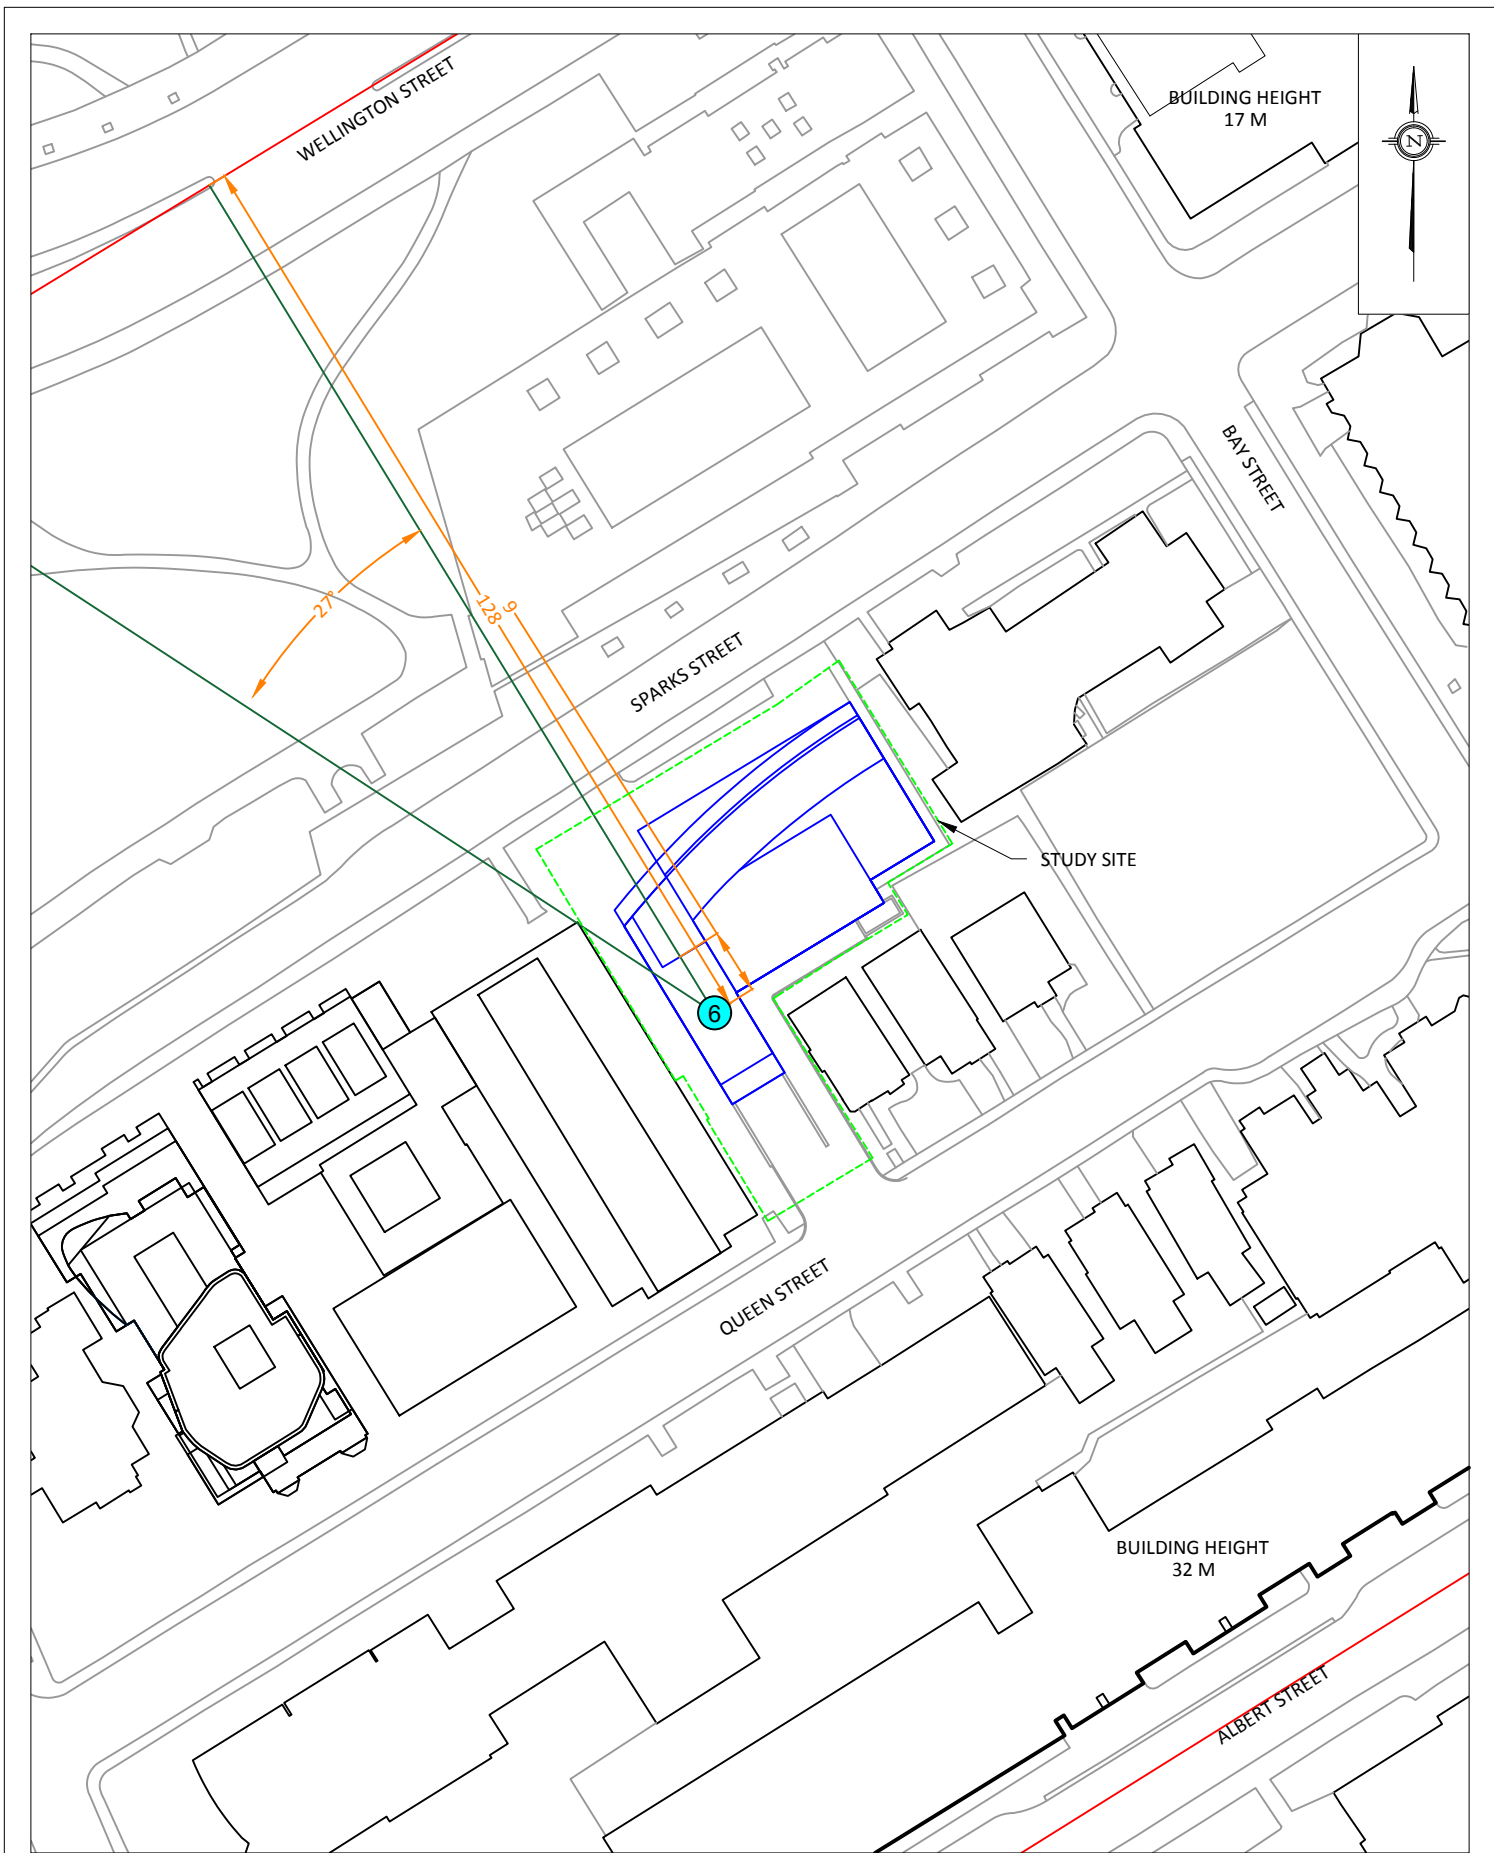 WELLINGTON STREET
BUILDING HEIGHT
17 M
N
BAY STREET
27°
9
128
SPARKS STREET
STUDY SITE
6
QUEEN STREET
BUILDING HEIGHT
32 M
ALBERT STREET